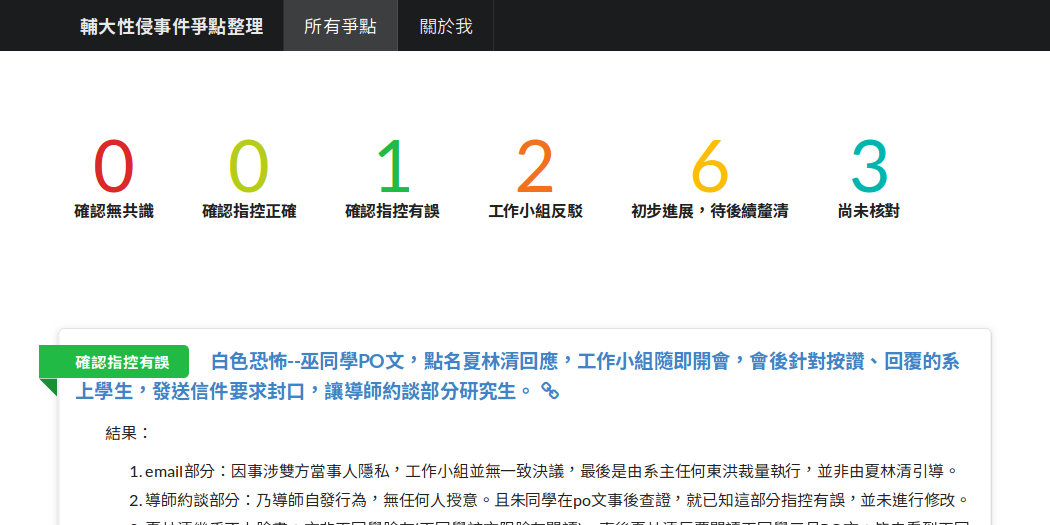 輔大性侵事件爭點整理 所有爭點 關於我
0 0 1 2 6 3
確認無共識 確認指控正確 確認指控有誤 工作小組反駁 初步進展，待後續釐清 尚未核對
確認指控有誤 白色恐怖--巫同學PO文，點名夏林清回應，工作小組隨即開會，會後針對按讚、回覆的系
上學生，發送信件要求封口，讓導師約談部分研究生。
結果：
1. email部分：因事涉雙方當事人隱私，工作小組並無一致決議，最後是由系主任何東洪裁量執行，並非由夏林清引導。
2. 導師約談部分：乃導師自發行為，無任何人授意。且朱同學在po文事後查證，就已知這部分指控有誤，並未進行修改。